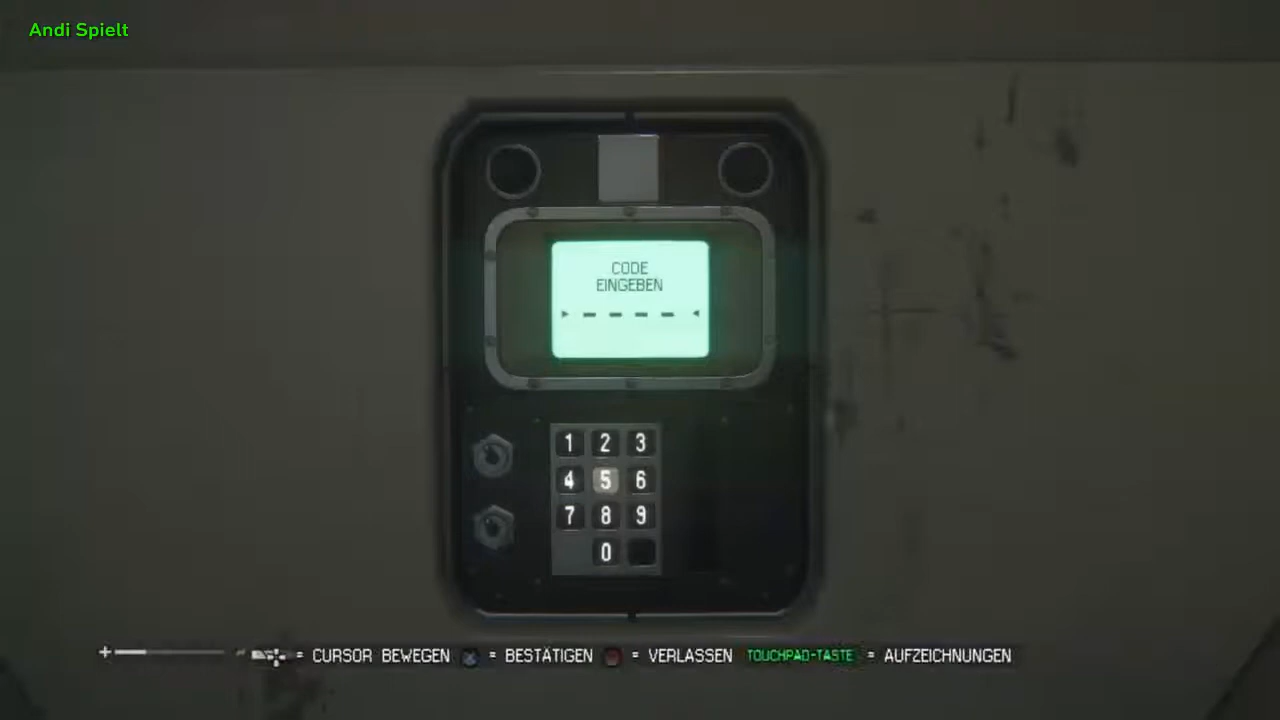 Andi Spielt
CODE
EINGEBEN
1 2 3
4 5 6
7 8 9
0
= CURSOR BEWEGEN = BESTÄTIGEN = VERLASSEN TOUCHPAD-TASTE = AUFZEICHNUNGEN